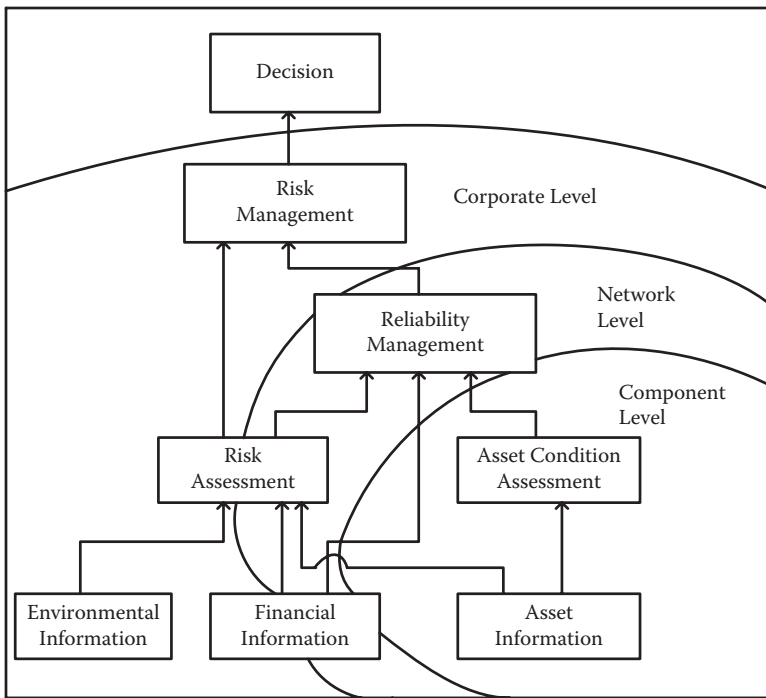 Decision
Risk
Management
Corporate Level
Reliability
Management
Network
Level
Component
Level
Risk
Assessment
Asset Condition
Assessment
Environmental
Information
Financial
Information
Asset
Information